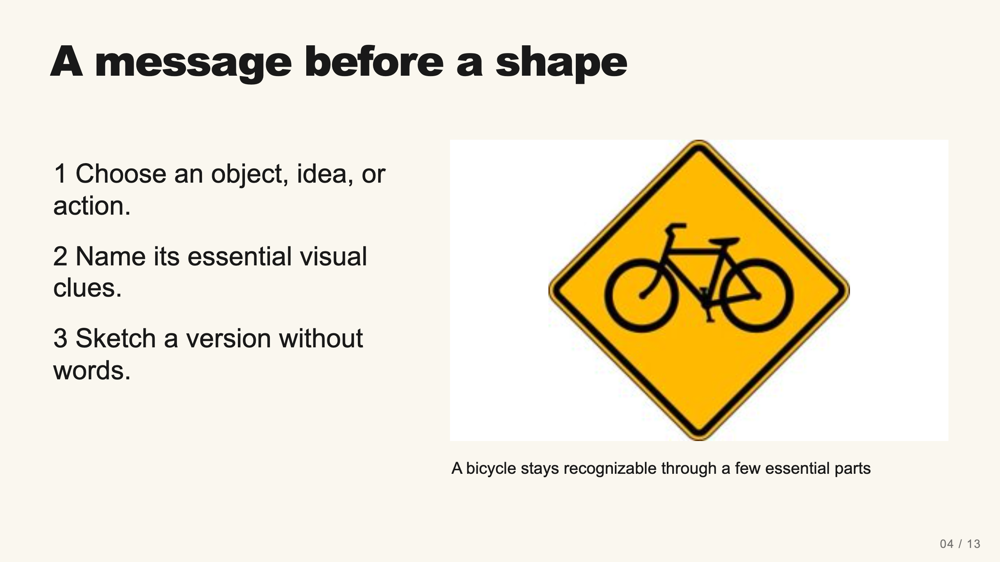 A message before a shape
1 Choose an object, idea, or
action.
2 Name its essential visual
clues.
3 Sketch a version without
words.
A bicycle stays recognizable through a few essential parts
04 / 13